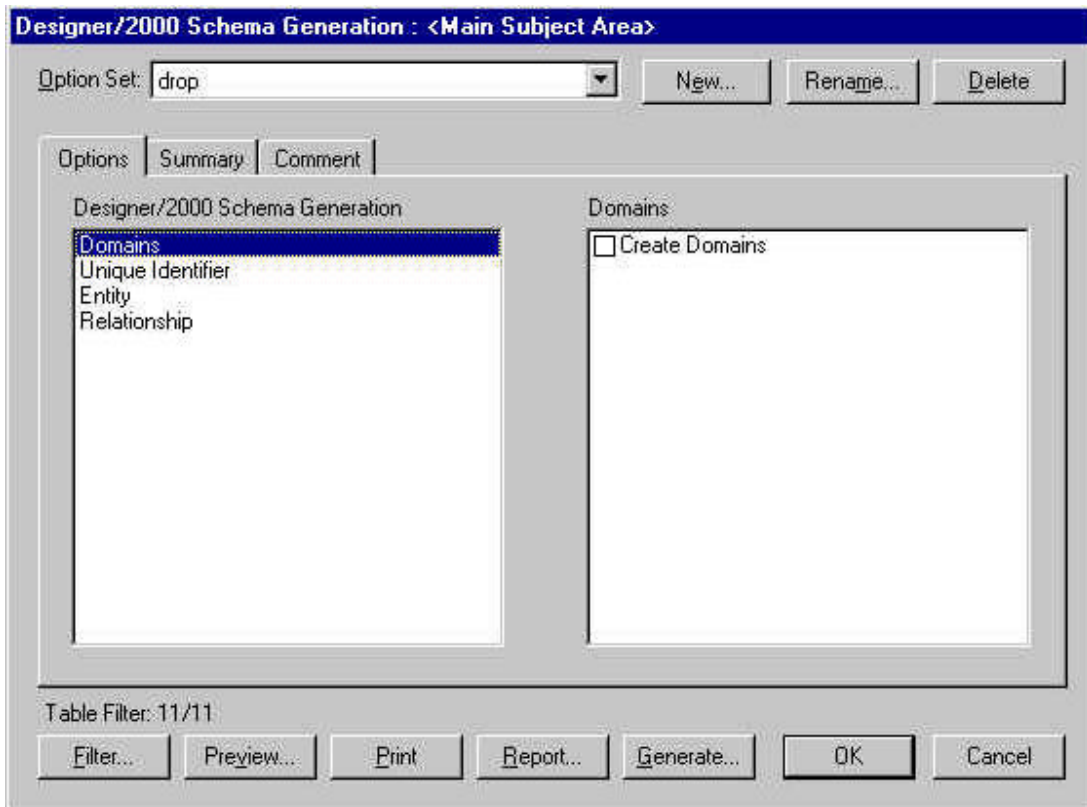 Designer/2000 Schema Generation : <Main Subject Area>
Option Set: drop New... Rename... Delete
Options Summary Comment
Designer/2000 Schema Generation Domains
Domains Create Domains
Unique Identifier
Entity
Relationship
Table Filter: 11/11
Filter... Preview... Print Report... Generate... OK Cancel